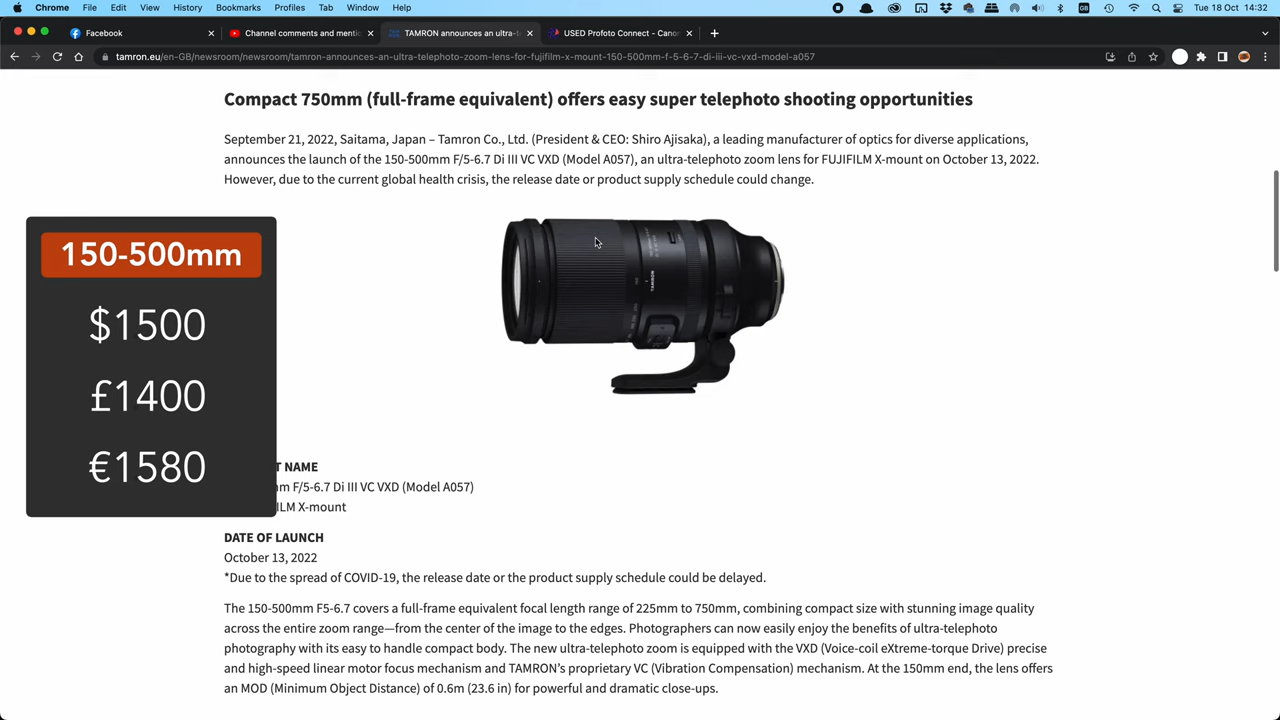 Chrome File Edit View History Bookmarks Profiles Tab Window Help GB Tue 18 Oct 14:32
Facebook Channel comments and mentio TAMRON announces an ultra-t USED Profoto Connect - Canon
tamron.eu/en-GB/newsroom/newsroom/tamron-announces-an-ultra-telephoto-zoom-lens-for-fujifilm-x-mount-150-500mm-f-5-6-7-di-iii-vc-vxd-model-a057
Compact 750mm (full-frame equivalent) offers easy super telephoto shooting opportunities
September 21, 2022, Saitama, Japan – Tamron Co., Ltd. (President & CEO: Shiro Ajisaka), a leading manufacturer of optics for diverse applications,
announces the launch of the 150-500mm F/5-6.7 Di III VC VXD (Model A057), an ultra-telephoto zoom lens for FUJIFILM X-mount on October 13, 2022.
However, due to the current global health crisis, the release date or product supply schedule could change.
TAMRON
150-500mm
$1500
£1400
€1580
T NAME
nm F/5-6.7 Di III VC VXD (Model A057)
ILM X-mount
DATE OF LAUNCH
October 13, 2022
*Due to the spread of COVID-19, the release date or the product supply schedule could be delayed.
The 150-500mm F5-6.7 covers a full-frame equivalent focal length range of 225mm to 750mm, combining compact size with stunning image quality
across the entire zoom range—from the center of the image to the edges. Photographers can now easily enjoy the benefits of ultra-telephoto
photography with its easy to handle compact body. The new ultra-telephoto zoom is equipped with the VXD (Voice-coil eXtreme-torque Drive) precise
and high-speed linear motor focus mechanism and TAMRON's proprietary VC (Vibration Compensation) mechanism. At the 150mm end, the lens offers
an MOD (Minimum Object Distance) of 0.6m (23.6 in) for powerful and dramatic close-ups.